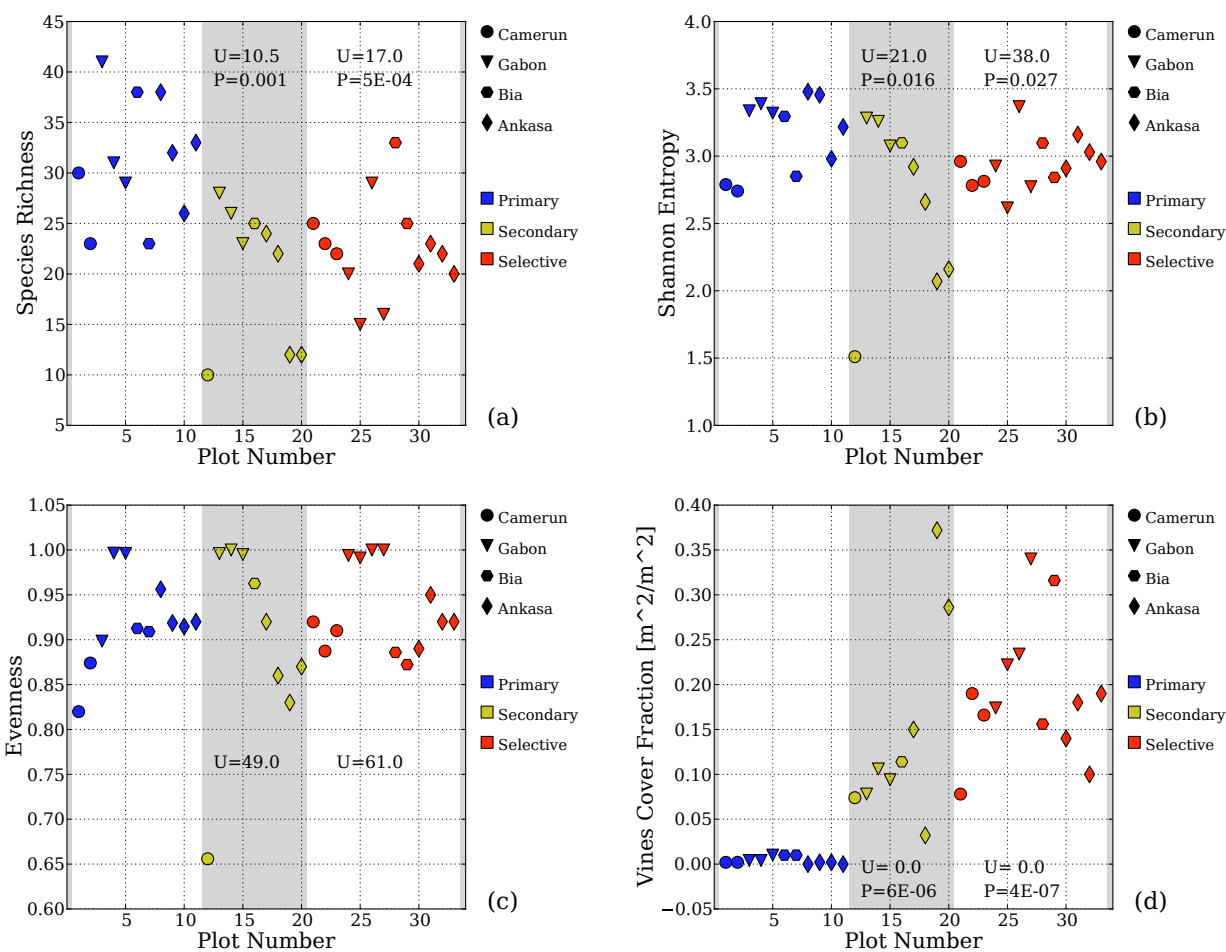 45
40
35
30
25
20
15
10
5
Species Richness
U=10.5
P=0.001
U=17.0
P=5E-04
5 10 15 20 25 30
Plot Number
Camerun
Gabon
Bia
Ankasa
Primary
Secondary
Selective
(a)
4.0
3.5
3.0
2.5
2.0
1.5
1.0
Shannon Entropy
U=21.0
P=0.016
U=38.0
P=0.027
5 10 15 20 25 30
Plot Number
Camerun
Gabon
Bia
Ankasa
Primary
Secondary
Selective
(b)
1.05
1.00
0.95
0.90
0.85
0.80
0.75
0.70
0.65
0.60
Evenness
U=49.0
U=61.0
5 10 15 20 25 30
Plot Number
Camerun
Gabon
Bia
Ankasa
Primary
Secondary
Selective
(c)
0.40
0.35
0.30
0.25
0.20
0.15
0.10
0.05
0.00
−0.05
Vines Cover Fraction [m^2/m^2]
U= 0.0
P=6E-06
U= 0.0
P=4E-07
5 10 15 20 25 30
Plot Number
Camerun
Gabon
Bia
Ankasa
Primary
Secondary
Selective
(d)